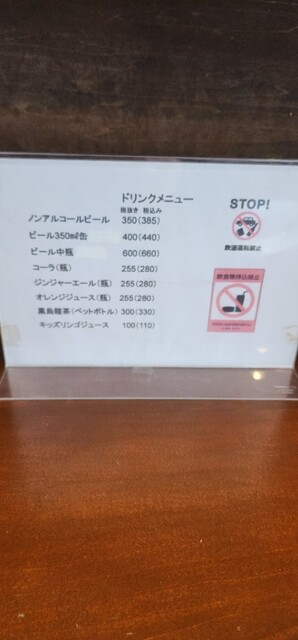 ドリンクメニュー
税抜き 税込み
ノンアルコールビール 350(385)
ビール350㎖缶 400(440)
ビール中瓶 600(660)
コーラ(瓶) 255(280)
ジンジャーエール(瓶) 255(280)
オレンジジュース(瓶) 255(280)
黒烏龍茶(ペットボトル) 300(330)
キッズリンゴジュース 100(110)
STOP!
飲酒運転禁止
飲食物持込禁止